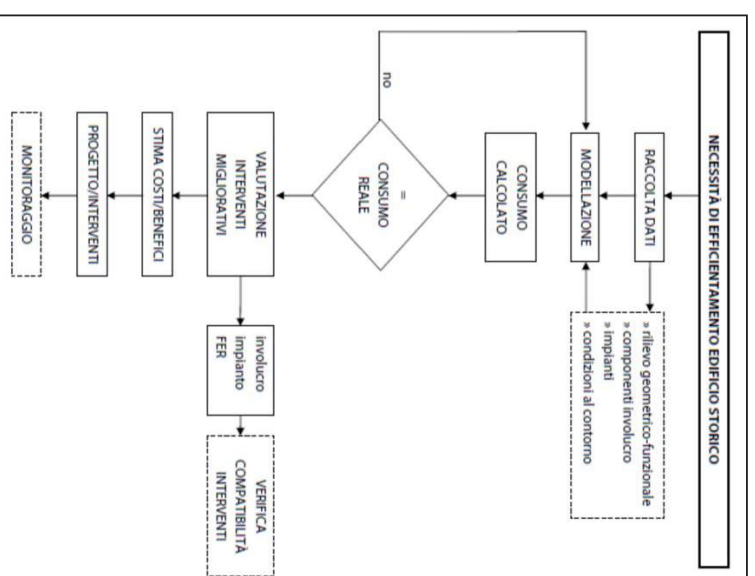 NECESSITÀ DI EFFICIENTAMENTO EDIFICIO STORICO
RACCOLTA DATI
» rilievo geometrico-funzionale
» componenti involucro
» impianti
» condizioni al contorno
MODELLAZIONE
CONSUMO
CALCOLATO
=
CONSUMO
REALE
no
VALUTAZIONE
INTERVENTI
MIGLIORATIVI
involucro
impianto
FER
VERIFICA
COMPATIBILITÀ
INTERVENTI
STIMA COSTI/BENEFICI
PROGETTO/INTERVENTI
MONITORAGGIO